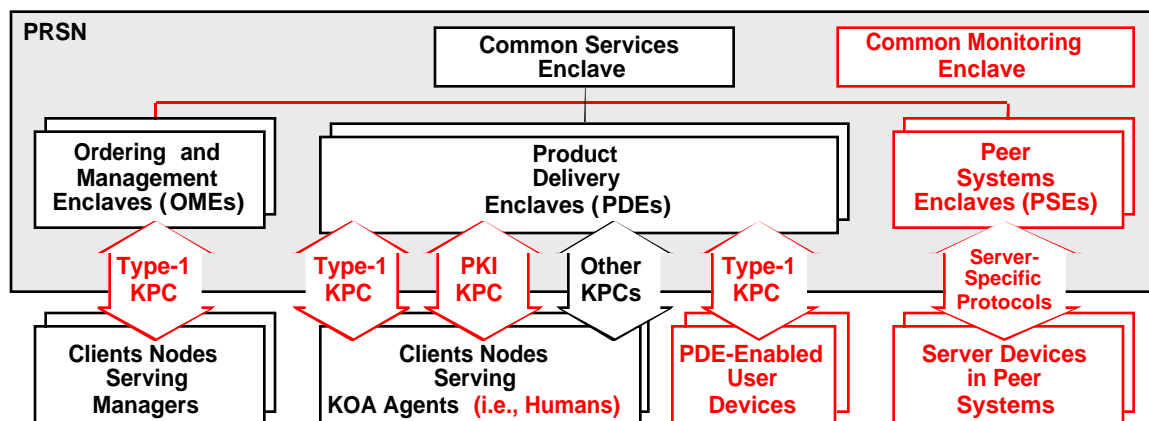 PRSN
Common Services
Enclave
Common Monitoring
Enclave
Ordering and
Management
Enclaves (OMEs)
Product
Delivery
Enclaves (PDEs)
Peer
Systems
Enclaves (PSEs)
Type-1
KPC
Type-1
KPC
PKI
KPC
Other
KPCs
Type-1
KPC
Server-
Specific
Protocols
Clients Nodes
Serving
Managers
Clients Nodes
Serving
KOA Agents (i.e., Humans)
PDE-Enabled
User
Devices
Server Devices
in Peer
Systems